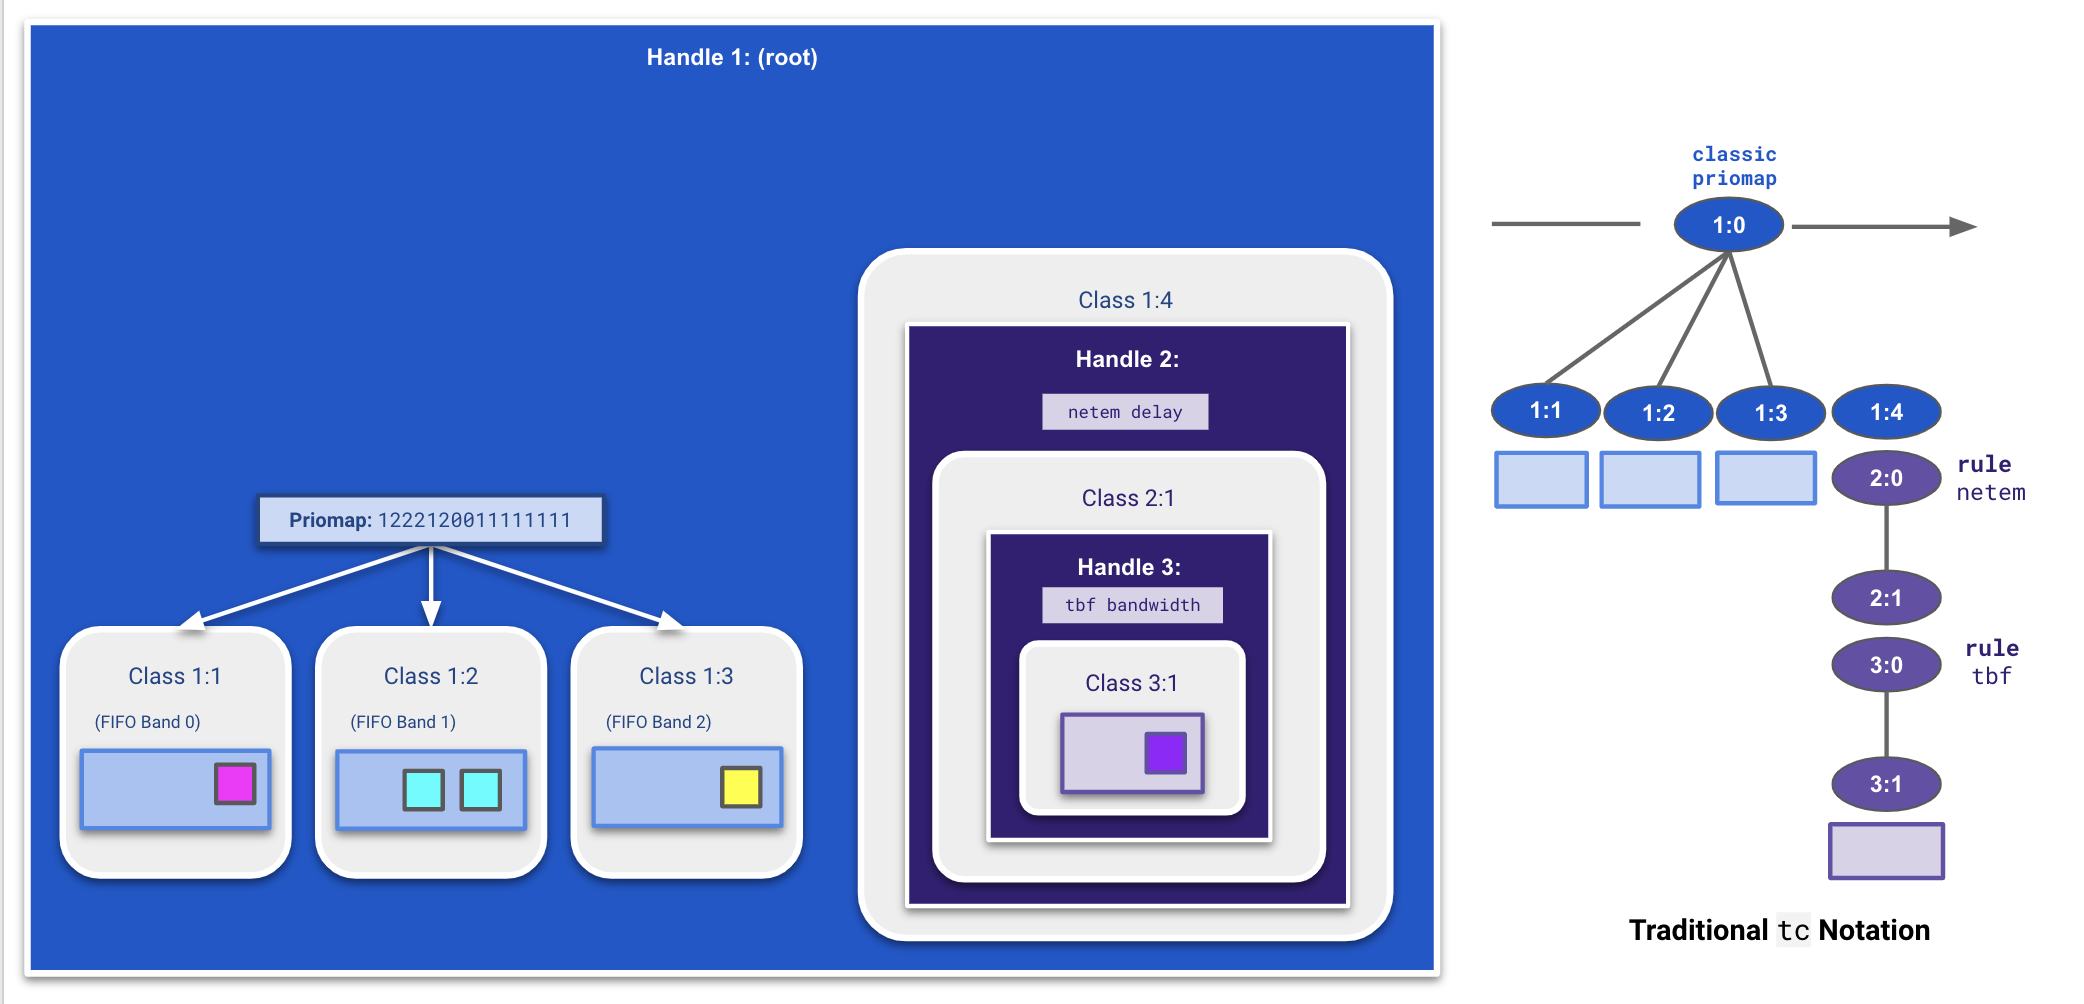 Handle 1: (root)
Class 1:4
Handle 2:
netem delay
Class 2:1
Handle 3:
tbf bandwidth
Class 3:1
Priomap: 1222120011111111
Class 1:1
(FIFO Band 0)
Class 1:2
(FIFO Band 1)
Class 1:3
(FIFO Band 2)
classic
priomap
1:0
1:1
1:2
1:3
1:4
2:0
rule
netem
2:1
3:0
rule
tbf
3:1
Traditional tc Notation